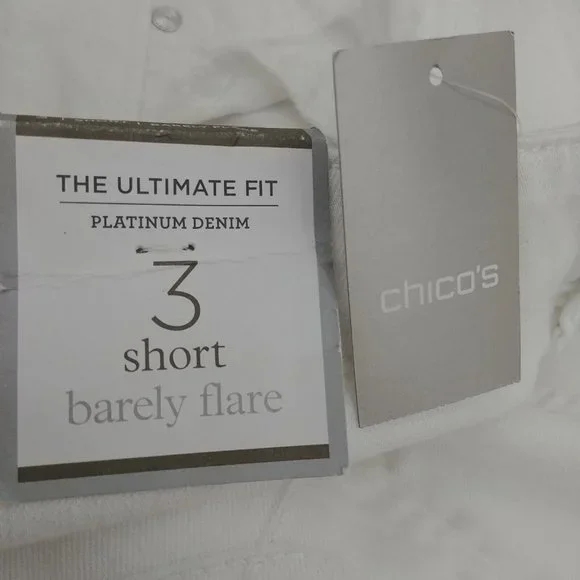 THE ULTIMATE FIT
PLATINUM DENIM
3
short
barely flare
chico's